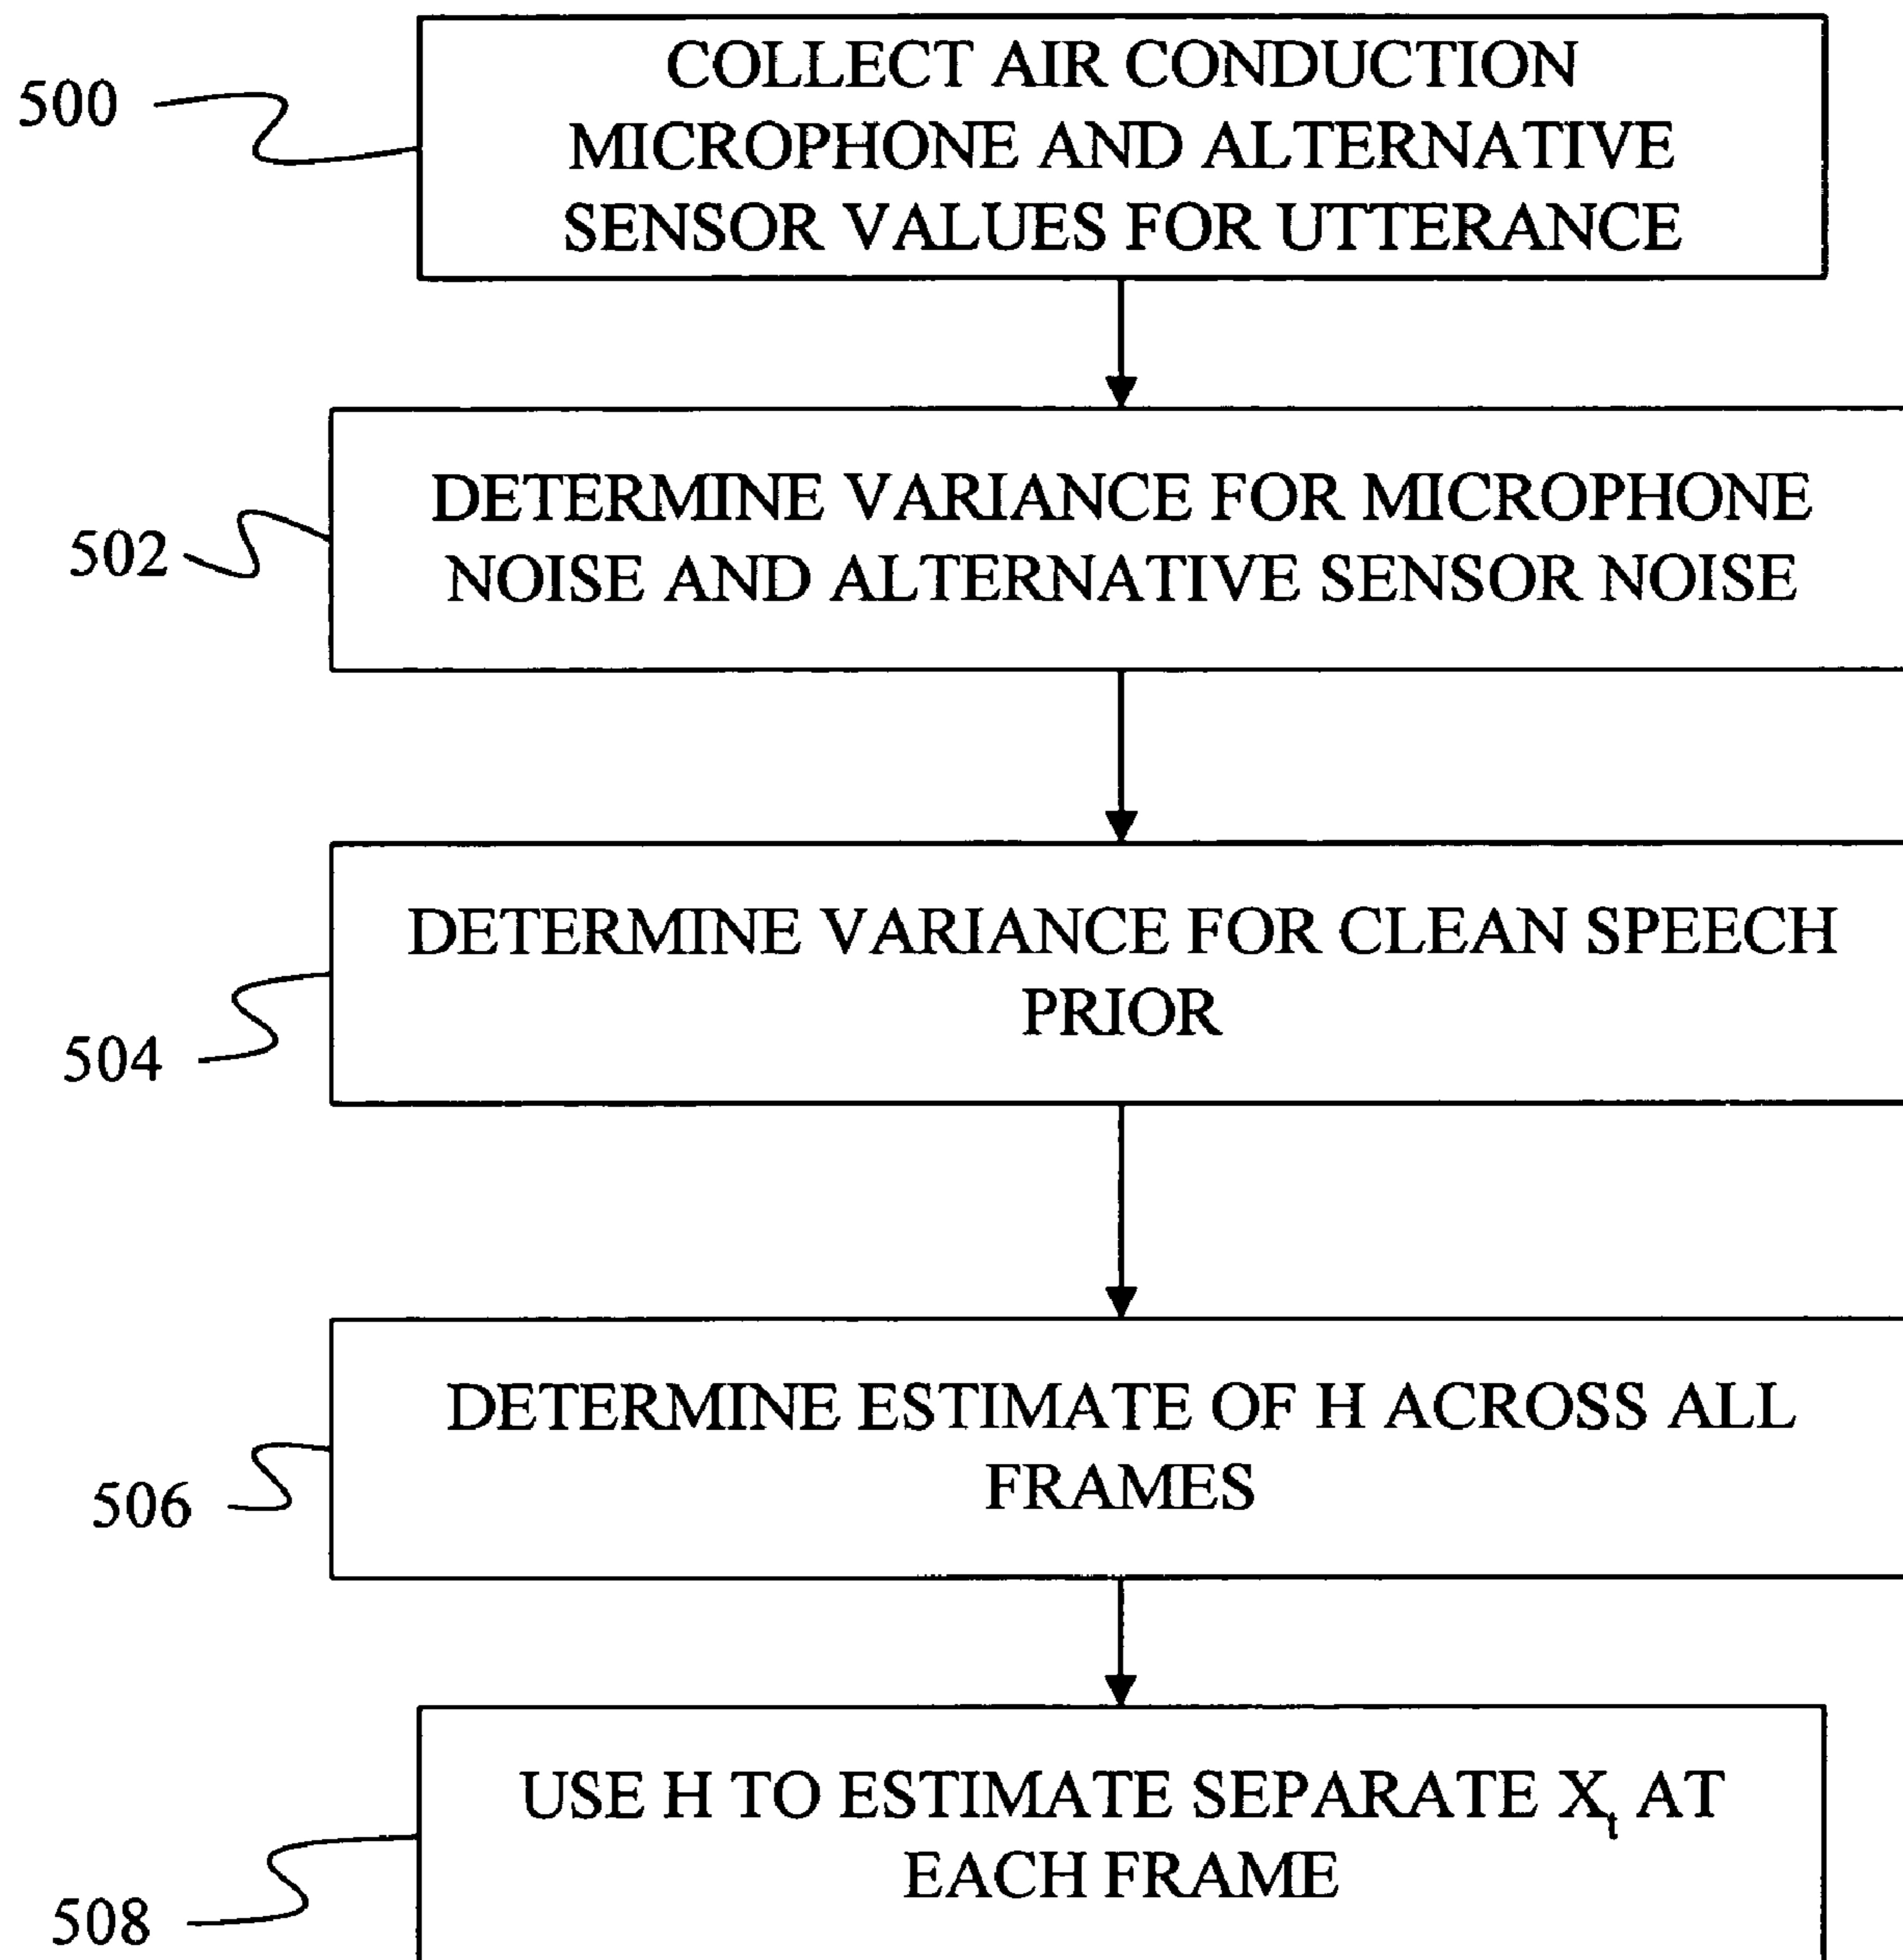 500
COLLECT AIR CONDUCTION
MICROPHONE AND ALTERNATIVE
SENSOR VALUES FOR UTTERANCE
502
DETERMINE VARIANCE FOR MICROPHONE
NOISE AND ALTERNATIVE SENSOR NOISE
504
DETERMINE VARIANCE FOR CLEAN SPEECH
PRIOR
506
DETERMINE ESTIMATE OF H ACROSS ALL
FRAMES
508
USE H TO ESTIMATE SEPARATE Xt AT
EACH FRAME